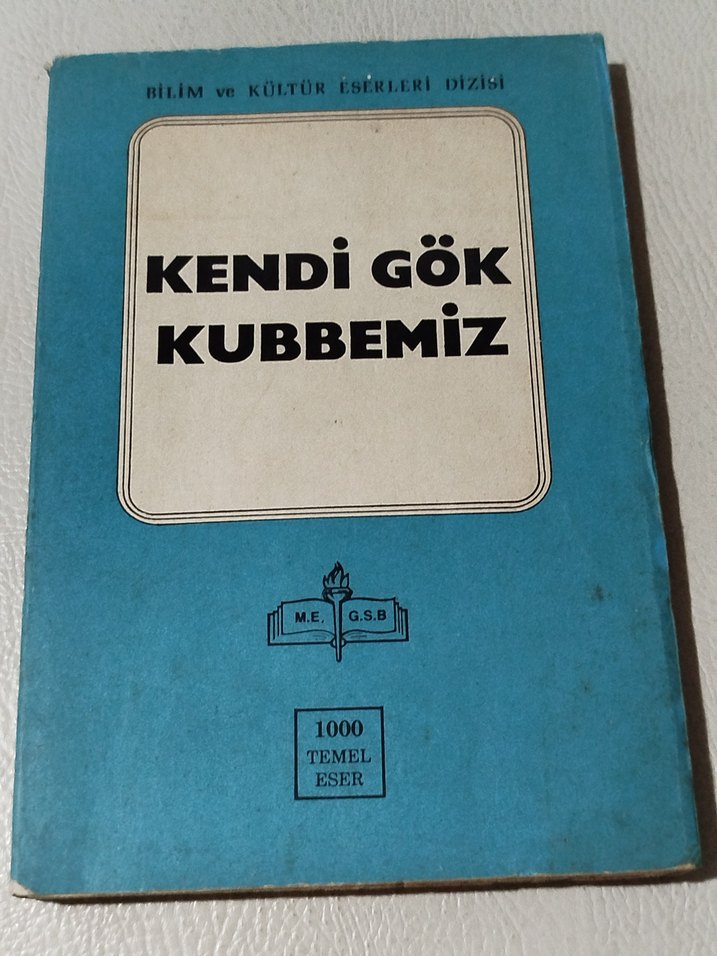 BİLİM ve KÜLTÜR ESERLERİ DİZİSİ
KENDİ GÖK
KUBBEMİZ
M.E. G.S.B
1000
TEMEL
ESER